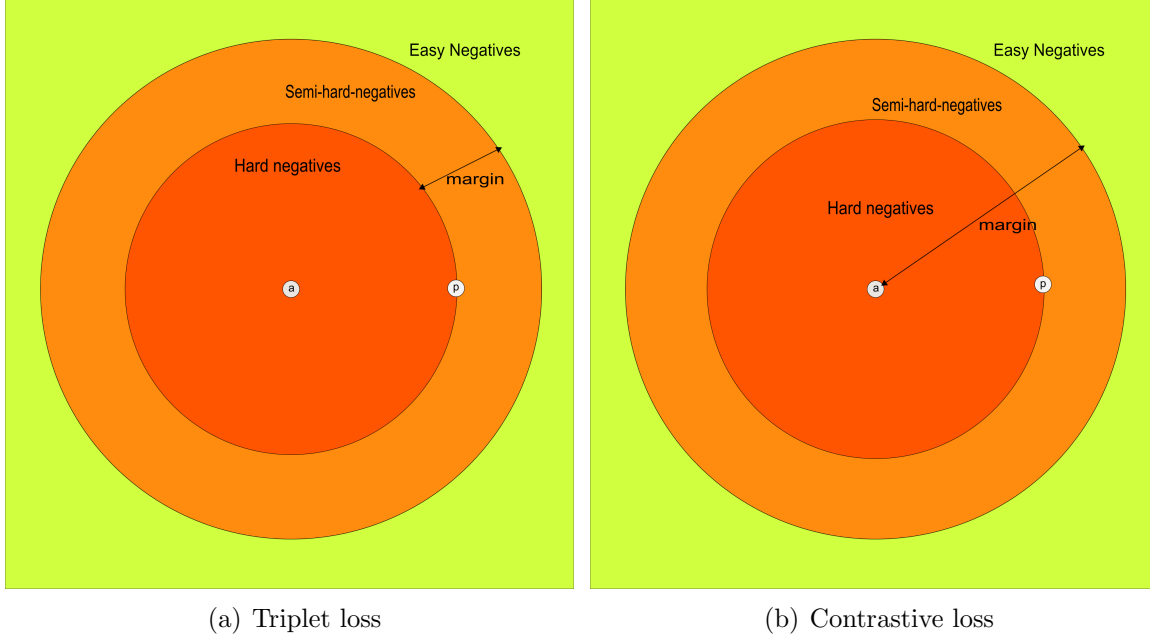 Easy Negatives
Semi-hard-negatives
Hard negatives
margin
a
p
(a) Triplet loss
Easy Negatives
Semi-hard-negatives
Hard negatives
margin
a
p
(b) Contrastive loss